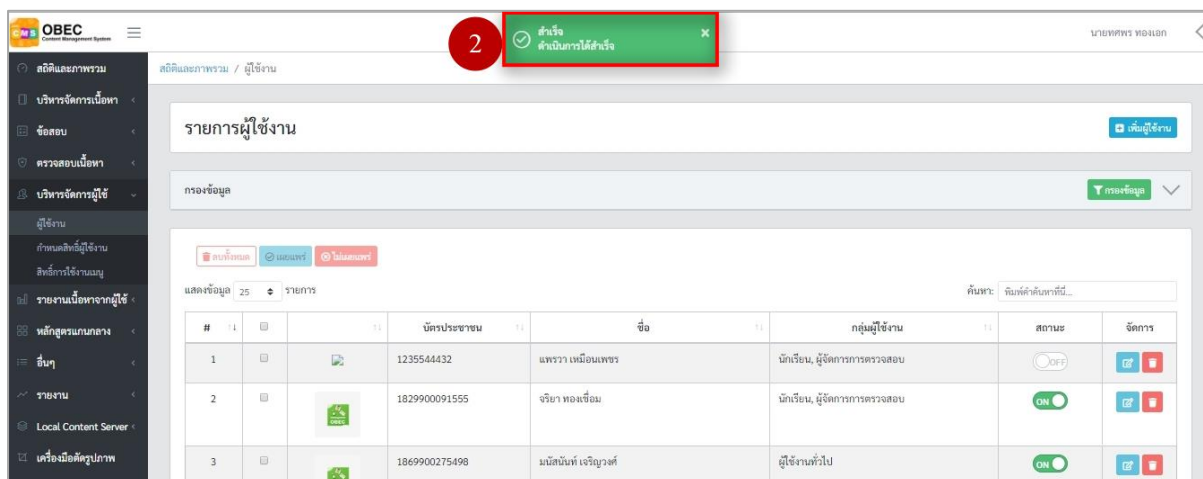 CMS OBEC
Content Management System
2
สำเร็จ
ดำเนินการได้สำเร็จ
×
นายทศพร ทองเอก
สถิติและภาพรวม
บริหารจัดการเนื้อหา
ข้อสอบ
ตรวจสอบเนื้อหา
บริหารจัดการผู้ใช้
ผู้ใช้งาน
กำหนดสิทธิ์ผู้ใช้งาน
สิทธิ์การใช้งานเมนู
รายงานเนื้อหาจากผู้ใช้
หลักสูตรแกนกลาง
อื่นๆ
รายงาน
Local Content Server
เครื่องมือตัดรูปภาพ
สถิติและภาพรวม / ผู้ใช้งาน
รายการผู้ใช้งาน
เพิ่มผู้ใช้งาน
กรองข้อมูล
กรองข้อมูล
ลบทั้งหมด เผยแพร่ ไม่เผยแพร่
แสดงข้อมูล 25 รายการ
ค้นหา: พิมพ์คำค้นหาที่นี่...
# บัตรประชาชน ชื่อ กลุ่มผู้ใช้งาน สถานะ จัดการ
1 1235544432 แพรวา เหมือนเพชร นักเรียน, ผู้จัดการการตรวจสอบ OFF
2 OBEC 1829900091555 จริยา ทองเชื่อม นักเรียน, ผู้จัดการการตรวจสอบ ON
3 1869900275498 มนัสนันท์ เจริญวงศ์ ผู้ใช้งานทั่วไป ON